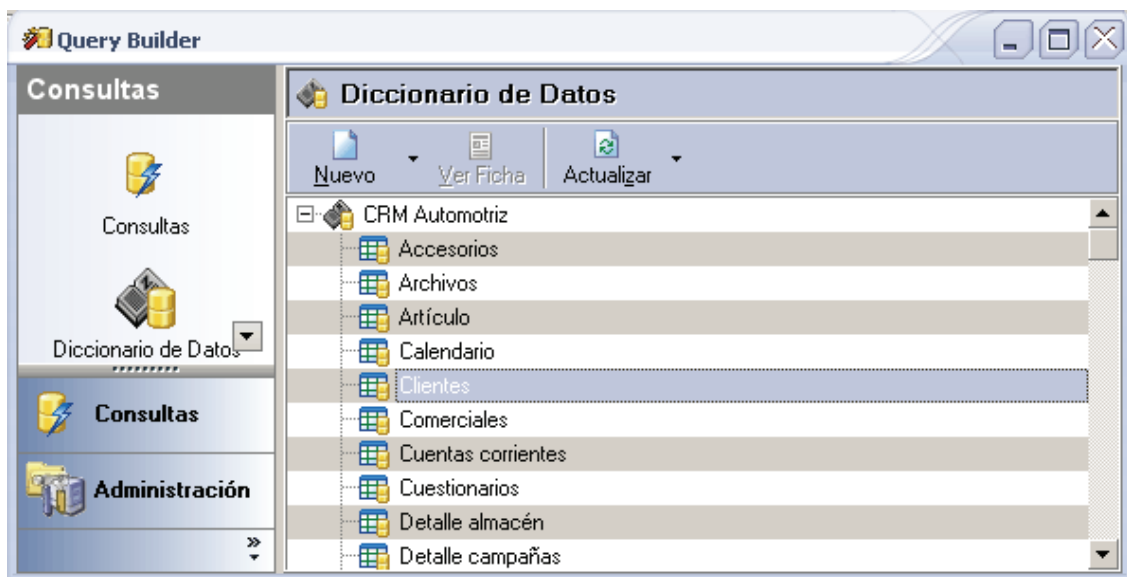 Query Builder
Consultas
Consultas
Diccionario de Datos
Consultas
Administración
Diccionario de Datos
Nuevo Ver Ficha Actualizar
CRM Automotriz
Accesorios
Archivos
Artículo
Calendario
Clientes
Comerciales
Cuentas corrientes
Cuestionarios
Detalle almacén
Detalle campañas